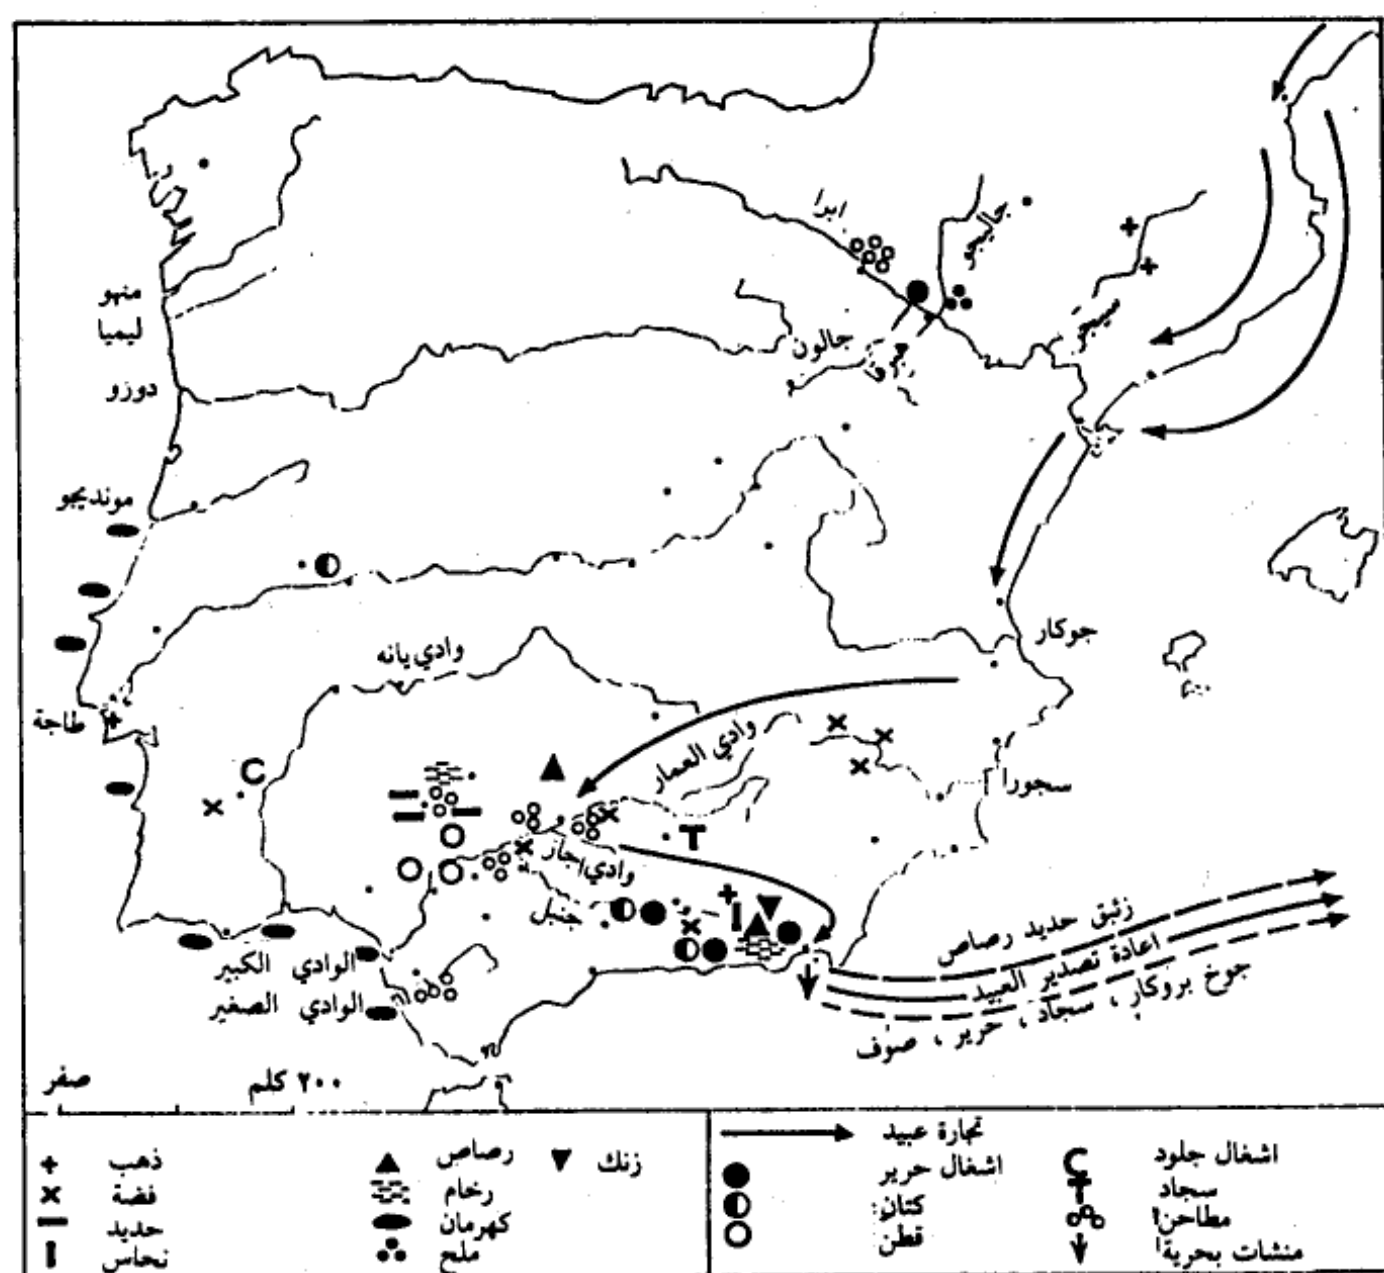 ابرا
جاليجو
منهو
ليميا
سيجر
جالون
دوزو
مونديجو
جوكار
وادي يانه
طاجة
وادي العمار
سجورا
وادي اجاز
جنبل
زئبق حديد رصاص
اعادة تصدير العبيد
جوخ بروكار ، سجاد ، حرير ، صوف
الوادي الكبير
الوادي الصغير
صفر
٢٠٠ كلم
تجارة عبيد
اشغال جلود
اشغال حرير
سجاد
كتان
مطاحن
قطن
منشات بحرية
ذهب
رصاص
زنك
فضة
رخام
حديد
كهرمان
نحاس
ملح